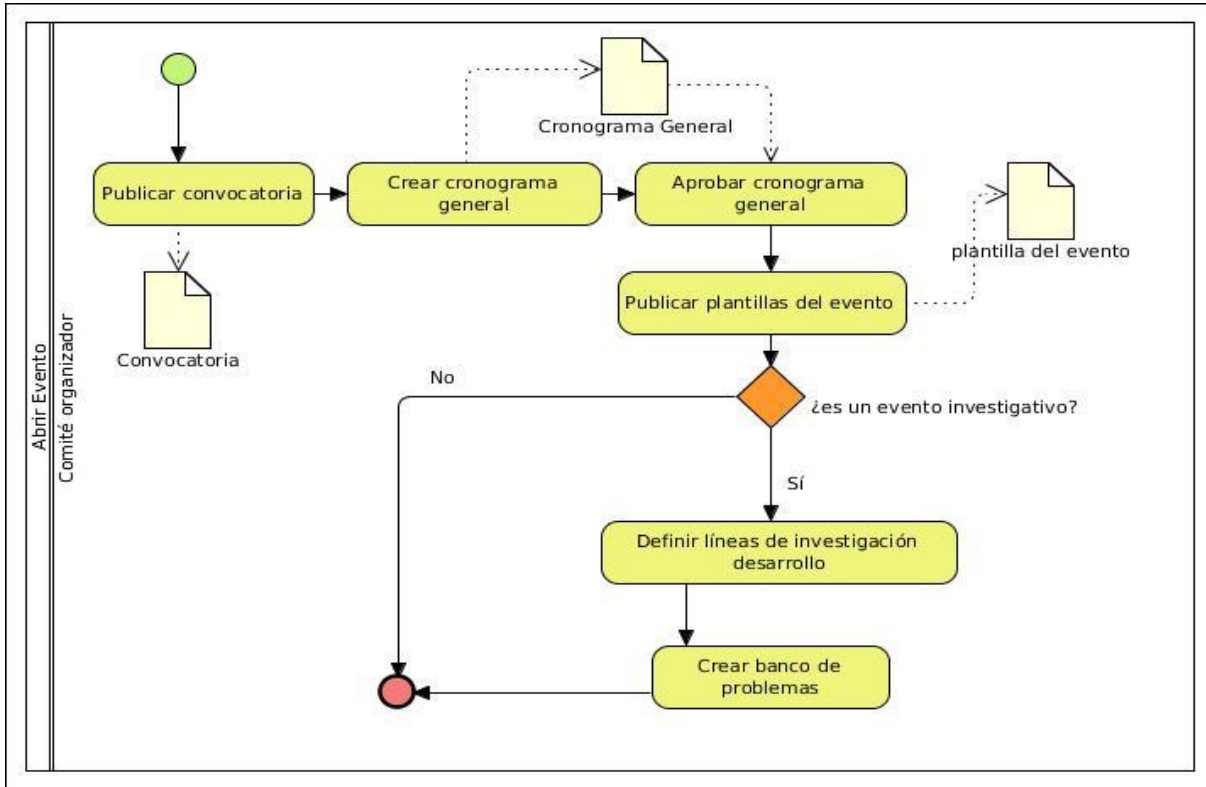 Abrir Evento
Comité organizador
Cronograma General
Publicar convocatoria
Crear cronograma
general
Aprobar cronograma
general
plantilla del evento
Publicar plantillas del evento
Convocatoria
No
¿es un evento investigativo?
Sí
Definir líneas de investigación
desarrollo
Crear banco de
problemas